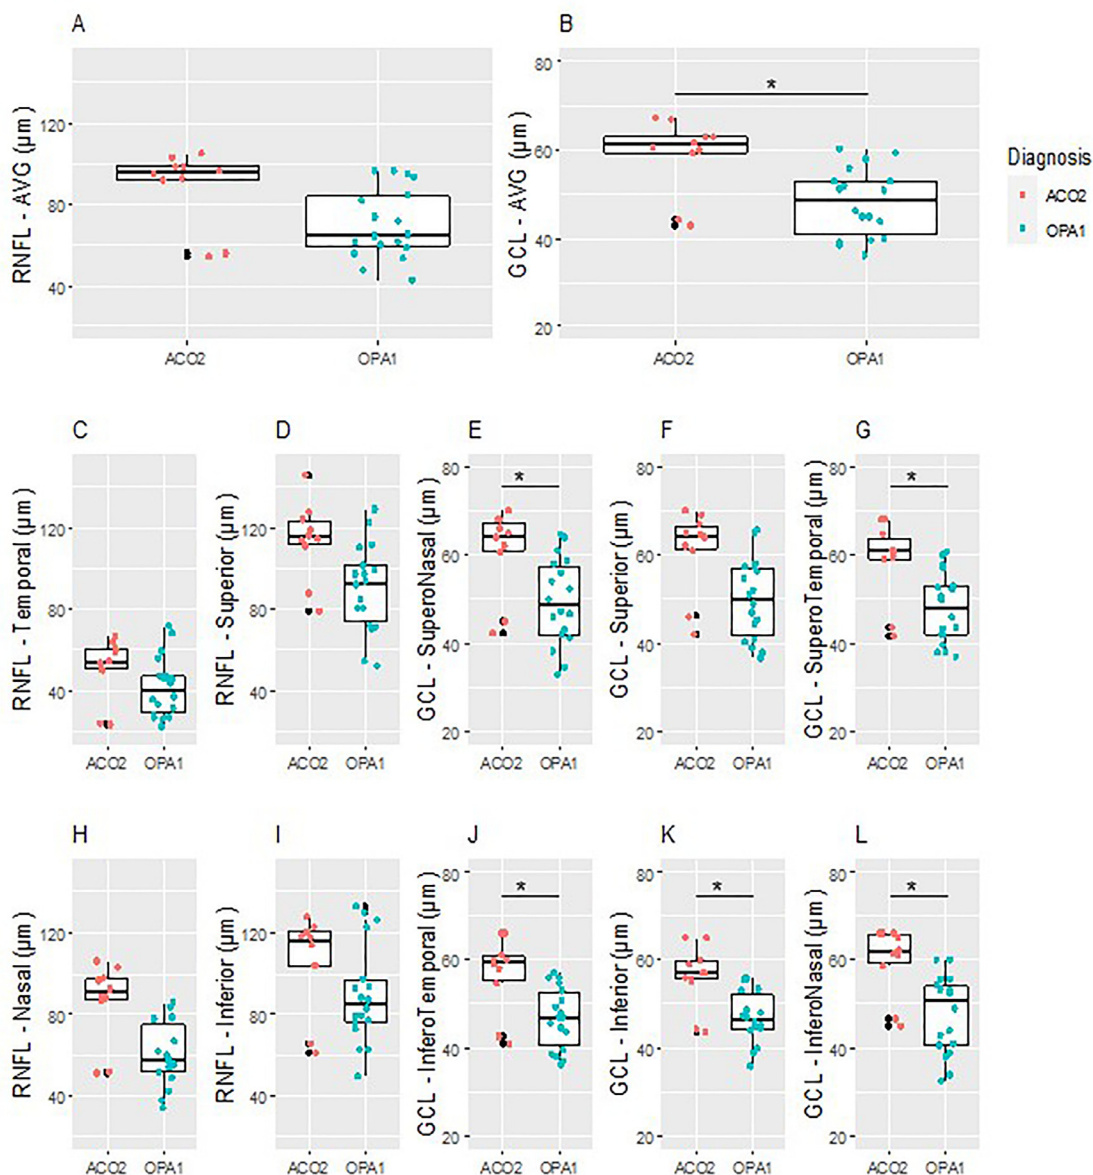 A
B
RNFL - AVG (µm)
120
80
40
ACO2
OPA1
GCL - AVG (µm)
80
60
40
20
*
ACO2
OPA1
Diagnosis
ACO2
OPA1
C
D
E
F
G
RNFL - Temporal (µm)
120
80
40
ACO2 OPA1
RNFL - Superior (µm)
120
80
40
ACO2 OPA1
GCL - SuperoNasal (µm)
80
60
40
20
*
ACO2 OPA1
GCL - Superior (µm)
80
60
40
20
ACO2 OPA1
GCL - SuperoTemporal (µm)
80
60
40
20
*
ACO2 OPA1
H
I
J
K
L
RNFL - Nasal (µm)
120
80
40
ACO2 OPA1
RNFL - Inferior (µm)
120
80
40
ACO2 OPA1
GCL - InferoTemporal (µm)
80
60
40
20
*
ACO2 OPA1
GCL - Inferior (µm)
80
60
40
20
*
ACO2 OPA1
GCL - InferoNasal (µm)
80
60
40
20
*
ACO2 OPA1